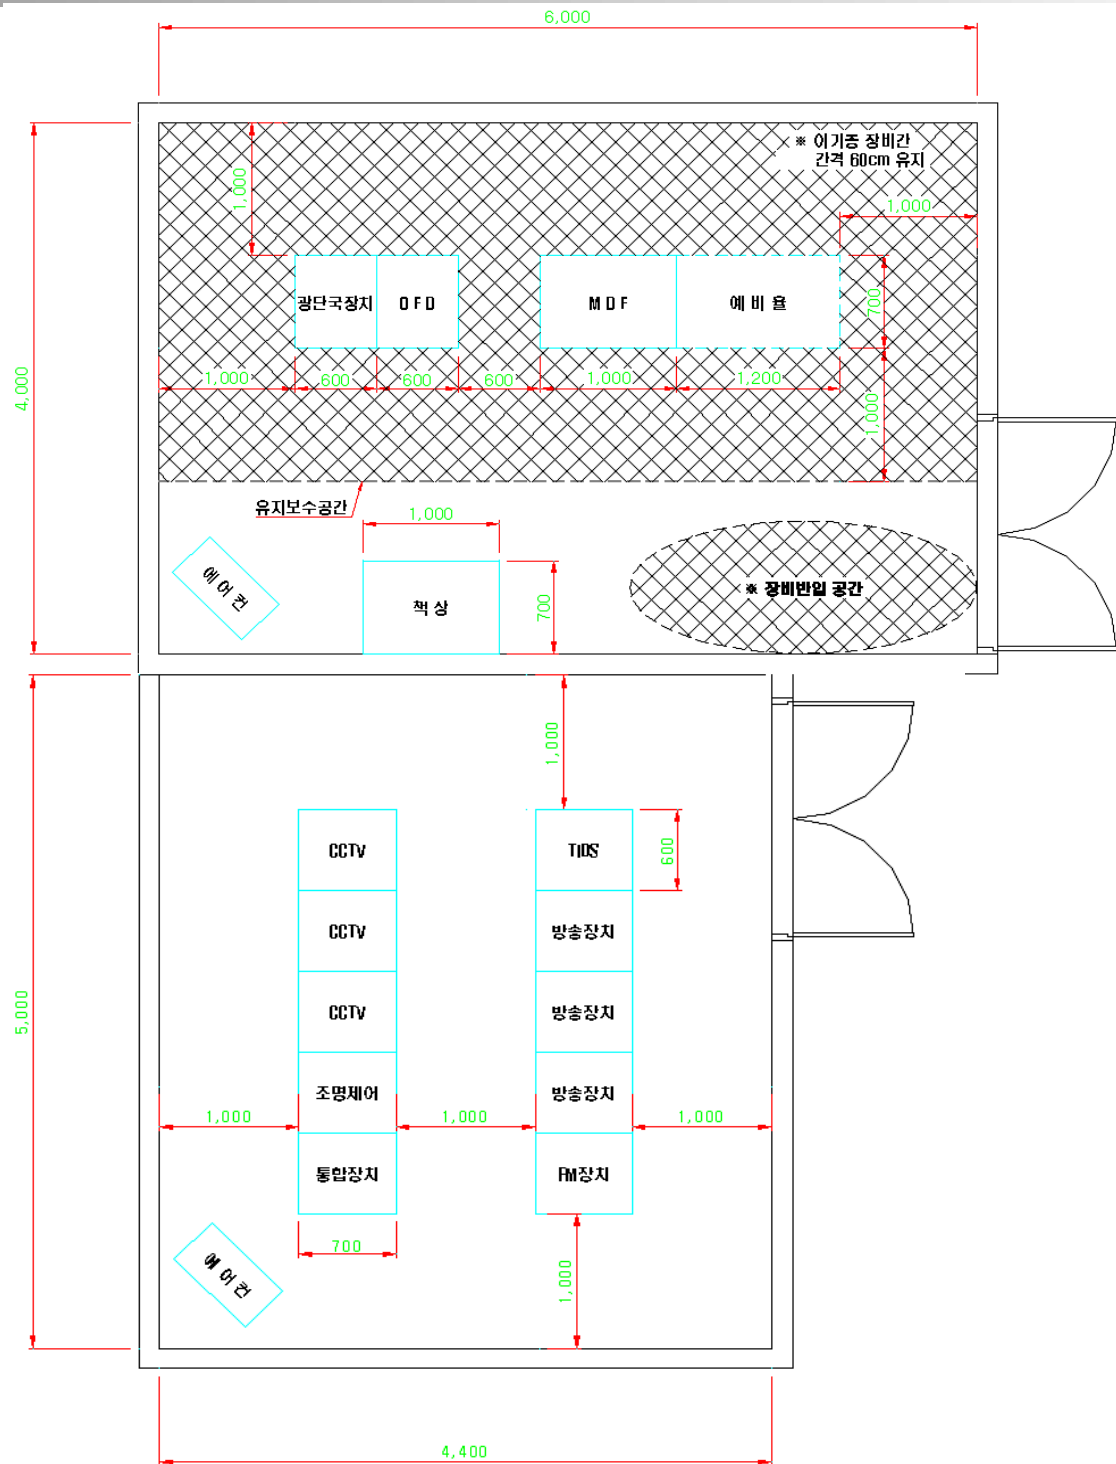 6,000
※ 이기종 장비간
간격 60cm 유지
1,000
1,000
광단국장치
OFD
MDF
예비율
700
4,000
1,000
600
600
600
1,000
1,200
1,000
유지보수공간
1,000
에어컨
책상
700
※ 장비반입 공간
1,000
CCTV
TIDS
600
CCTV
방송장치
CCTV
방송장치
5,000
조명제어
방송장치
1,000
1,000
1,000
통합장치
FM장치
700
에어컨
1,000
4,400